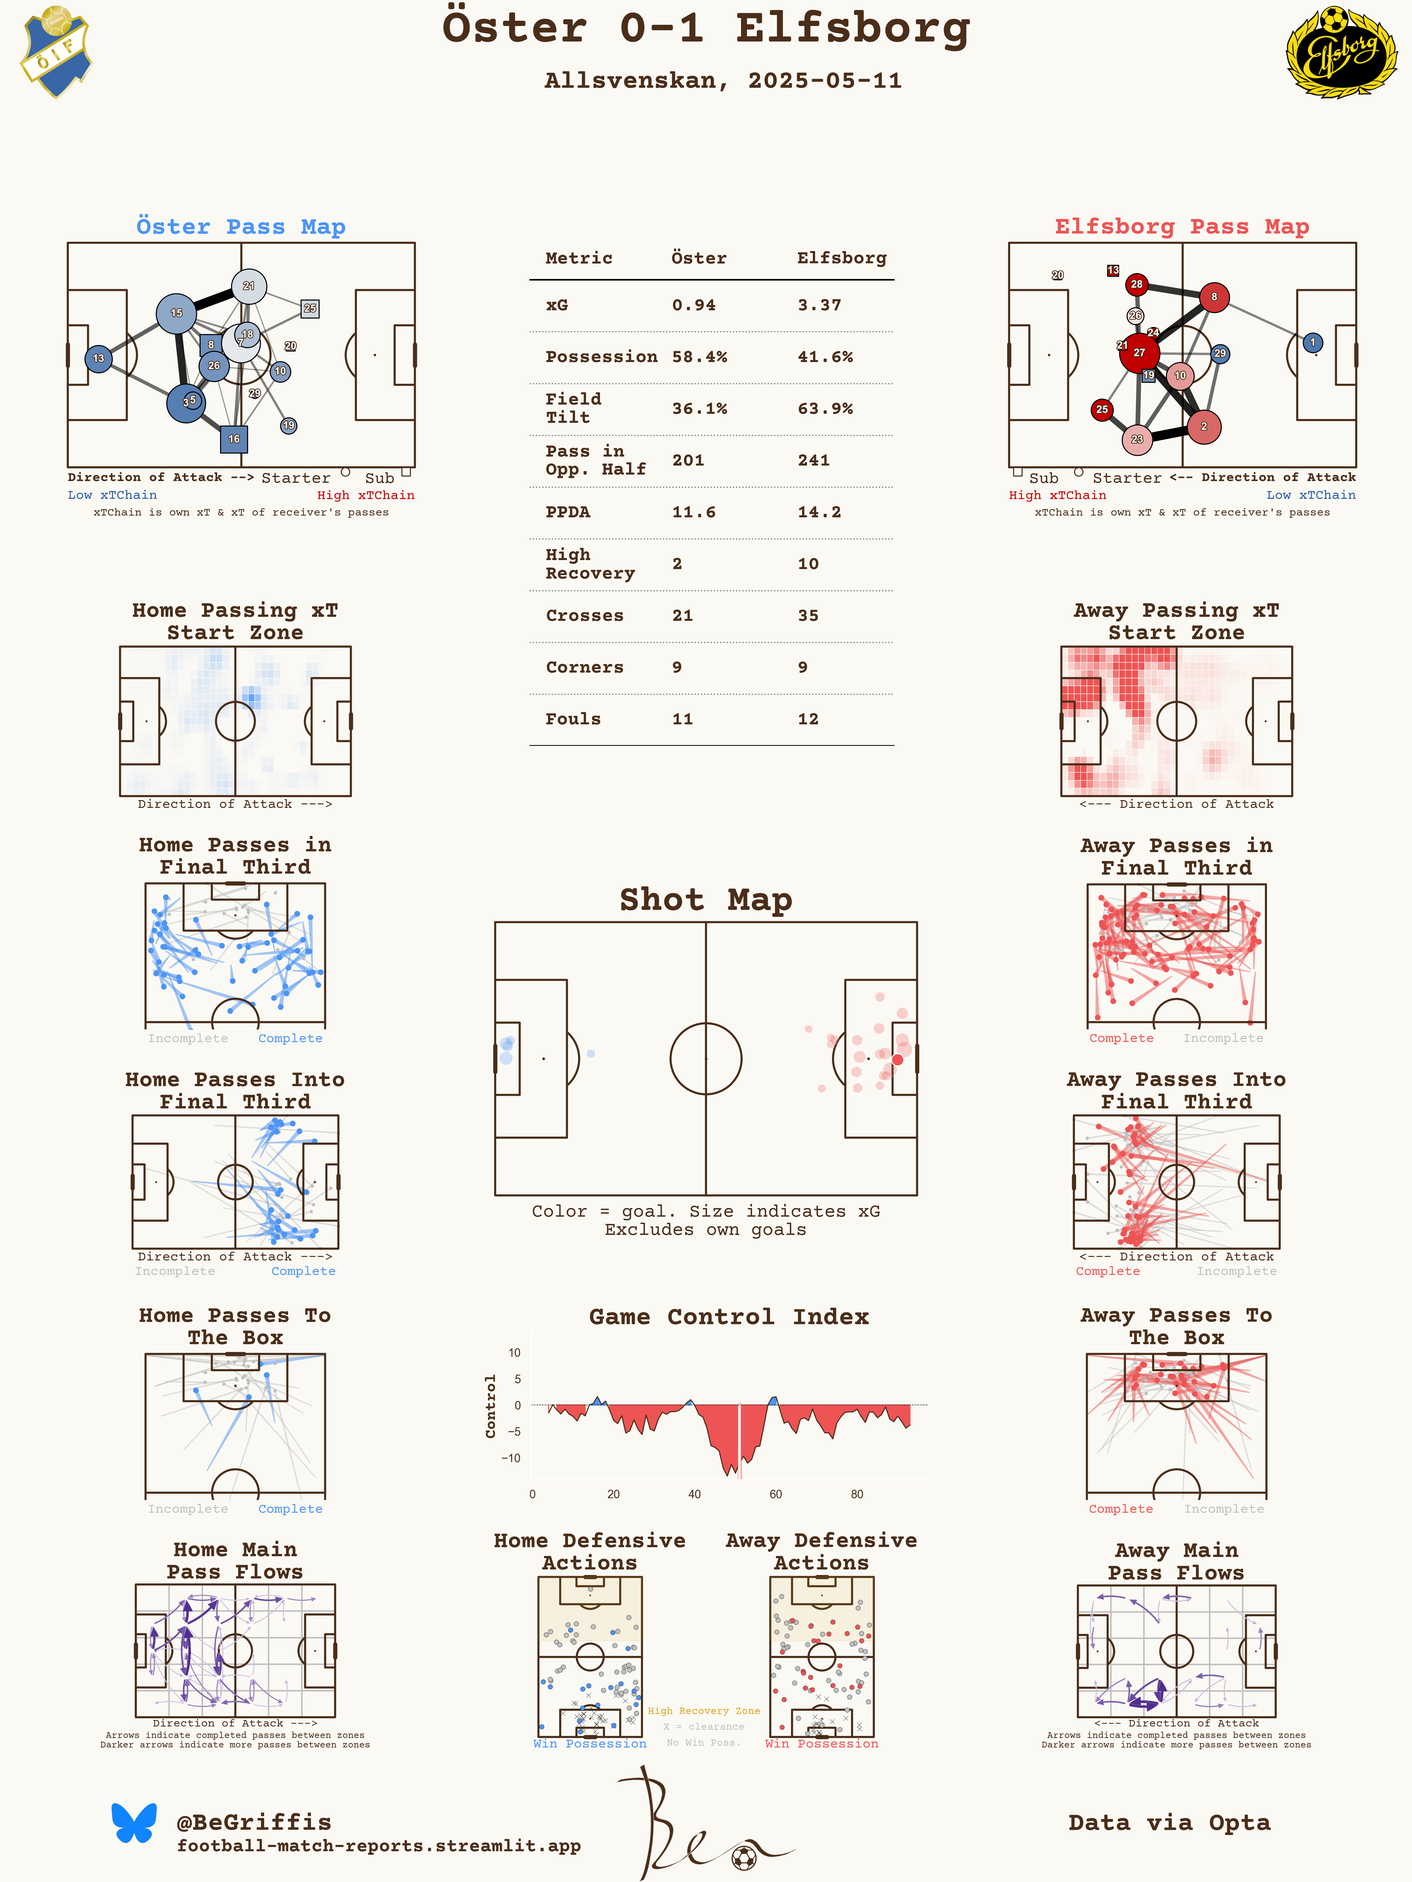 Öster 0-1 Elfsborg
Allsvenskan, 2025-05-11
ÖIF
Elfsborg
Öster Pass Map
21
25
15
8
18
7
20
13
26
10
29
3
5
19
16
Direction of Attack --> Starter Sub
Low xTChain High xTChain
xTChain is own xT & xT of receiver's passes
Metric Öster Elfsborg
xG 0.94 3.37
Possession 58.4% 41.6%
Field
Tilt 36.1% 63.9%
Pass in
Opp. Half 201 241
PPDA 11.6 14.2
High
Recovery 2 10
Crosses 21 35
Corners 9 9
Fouls 11 12
Elfsborg Pass Map
20
13
28
8
26
24
21
27
29
1
19
10
25
2
23
Sub Starter <-- Direction of Attack
High xTChain Low xTChain
xTChain is own xT & xT of receiver's passes
Home Passing xT
Start Zone
Direction of Attack --->
Away Passing xT
Start Zone
<--- Direction of Attack
Home Passes in
Final Third
Incomplete Complete
Away Passes in
Final Third
Complete Incomplete
Shot Map
Color = goal. Size indicates xG
Excludes own goals
Home Passes Into
Final Third
Direction of Attack --->
Incomplete Complete
Away Passes Into
Final Third
<--- Direction of Attack
Complete Incomplete
Home Passes To
The Box
Incomplete Complete
Game Control Index
Control
10
5
0
−5
−10
0 20 40 60 80
Away Passes To
The Box
Complete Incomplete
Home Main
Pass Flows
Direction of Attack --->
Arrows indicate completed passes between zones
Darker arrows indicate more passes between zones
Home Defensive
Actions
Win Possession
High Recovery Zone
X = clearance
No Win Poss.
Away Defensive
Actions
Win Possession
Away Main
Pass Flows
<--- Direction of Attack
Arrows indicate completed passes between zones
Darker arrows indicate more passes between zones
@BeGriffis
football-match-reports.streamlit.app
Ben
Data via Opta